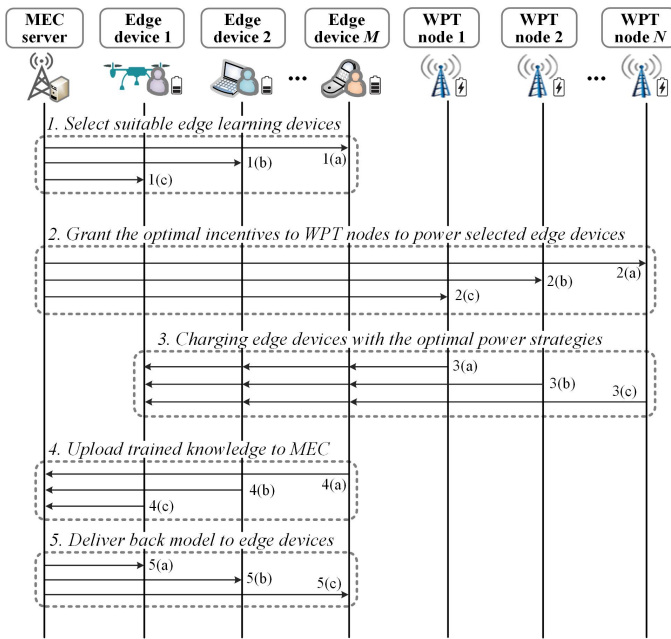 MEC server
Edge device 1
Edge device 2
Edge device M
WPT node 1
WPT node 2
WPT node N
...
...
1. Select suitable edge learning devices
1(a)
1(b)
1(c)
2. Grant the optimal incentives to WPT nodes to power selected edge devices
2(a)
2(b)
2(c)
3. Charging edge devices with the optimal power strategies
3(a)
3(b)
3(c)
4. Upload trained knowledge to MEC
4(a)
4(b)
4(c)
5. Deliver back model to edge devices
5(a)
5(b)
5(c)